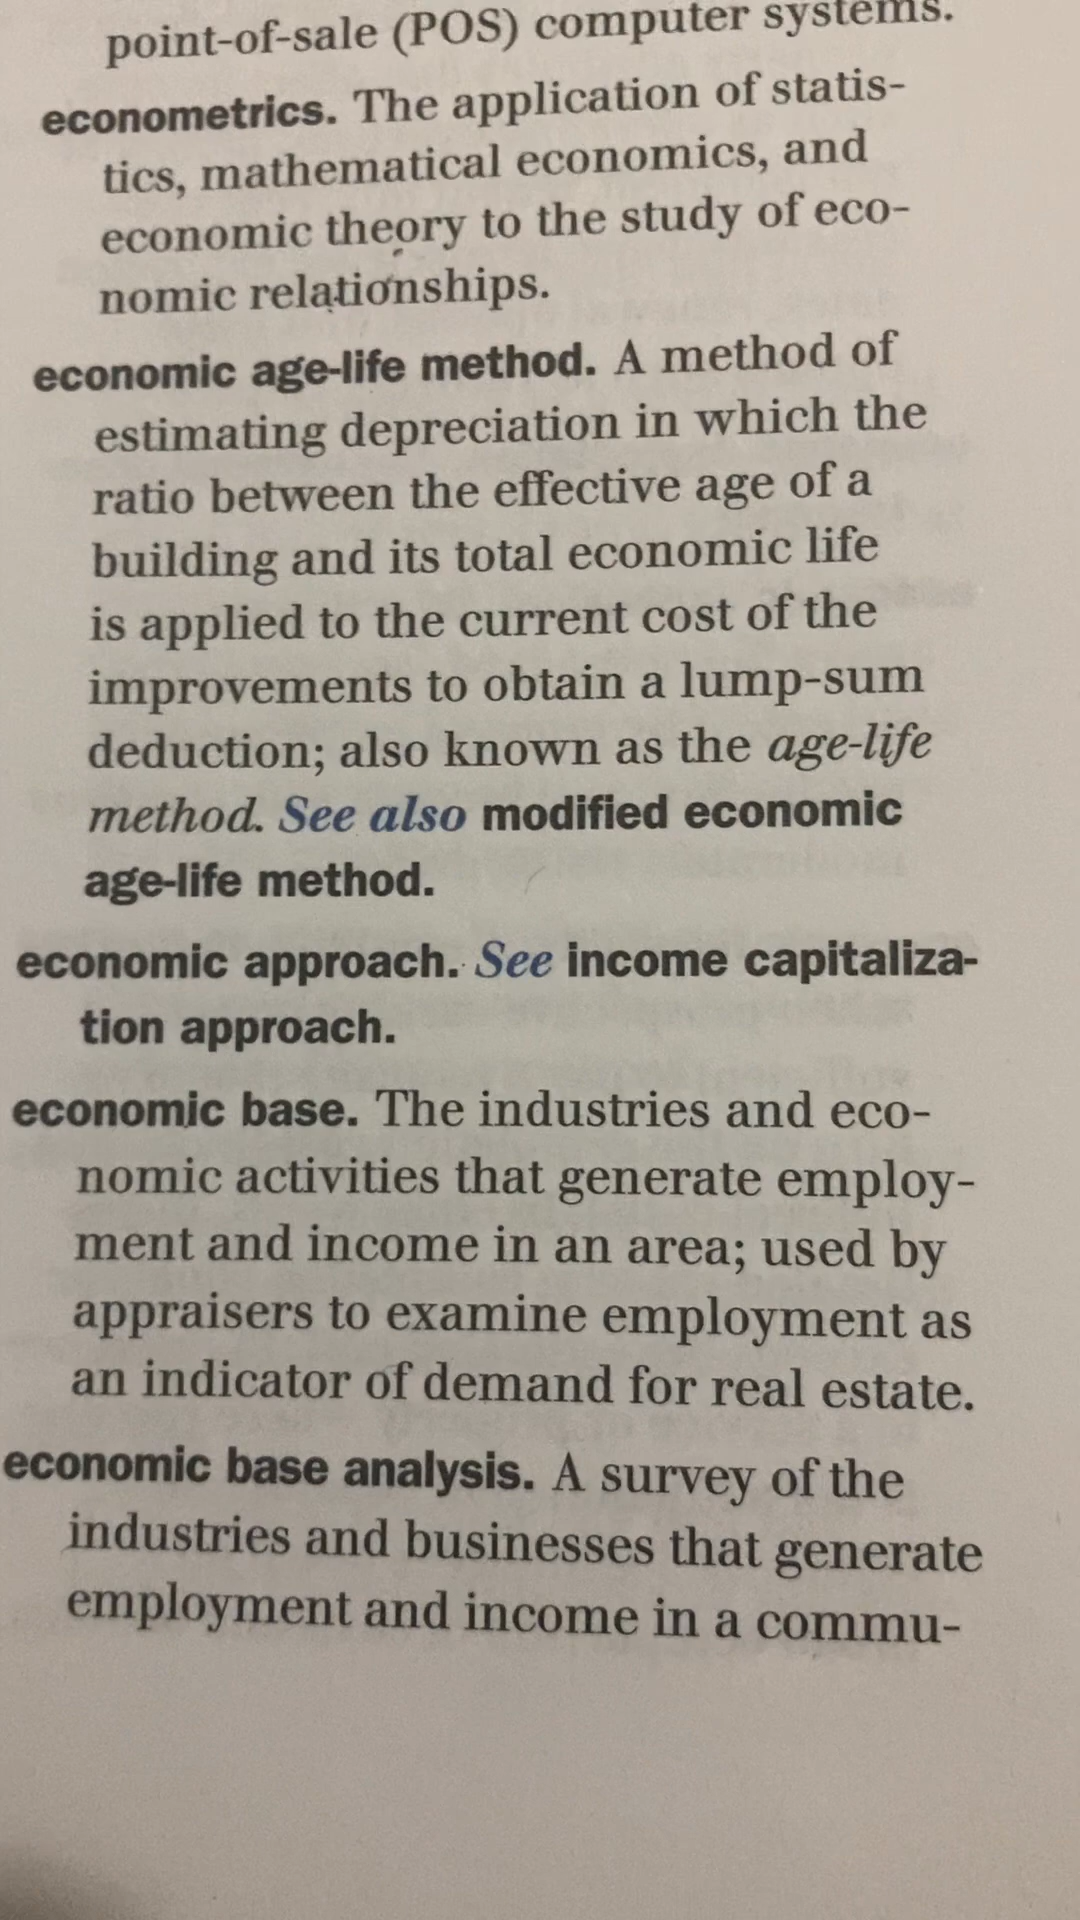 point-of-sale (POS) computer systems.
econometrics. The application of statis-
tics, mathematical economics, and
economic theory to the study of eco-
nomic relationships.
economic age-life method. A method of
estimating depreciation in which the
ratio between the effective age of a
building and its total economic life
is applied to the current cost of the
improvements to obtain a lump-sum
deduction; also known as the age-life
method. See also modified economic
age-life method.
economic approach. See income capitaliza-
tion approach.
economic base. The industries and eco-
nomic activities that generate employ-
ment and income in an area; used by
appraisers to examine employment as
an indicator of demand for real estate.
economic base analysis. A survey of the
industries and businesses that generate
employment and income in a commu-